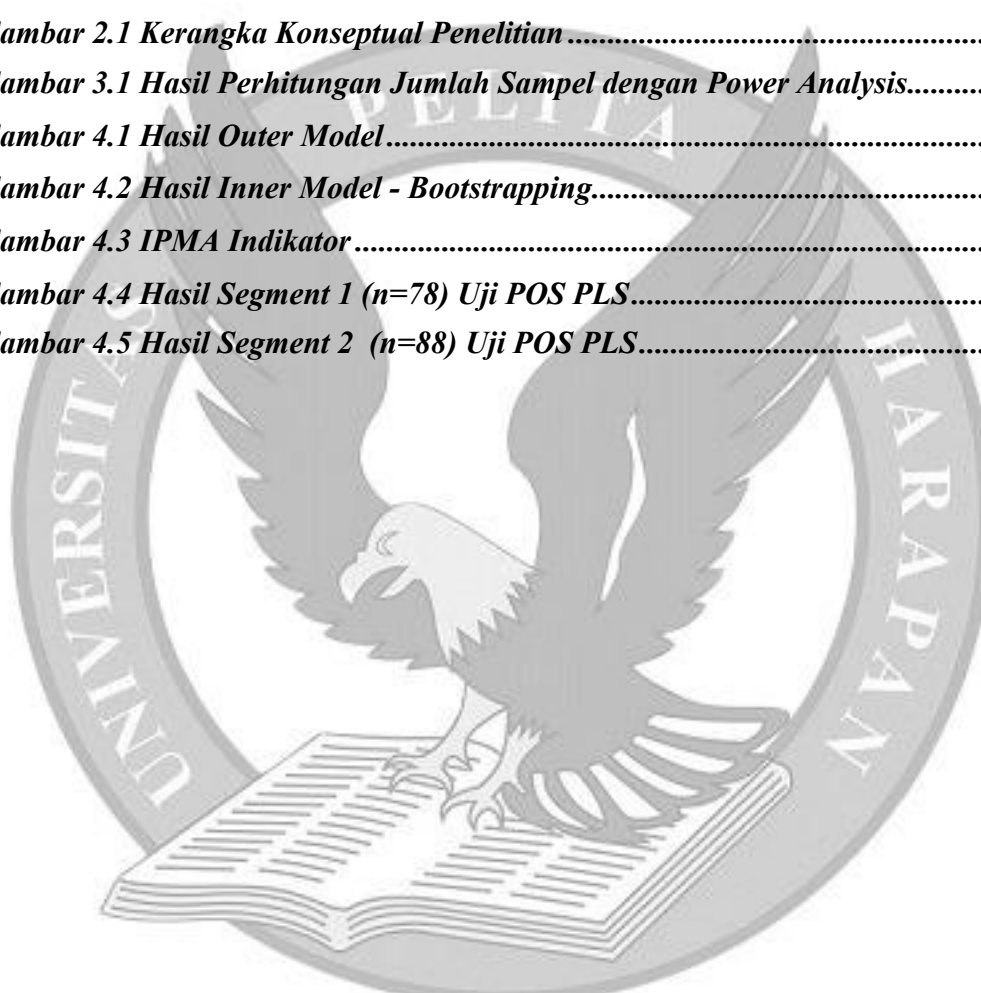 ambar 2.1 Kerangka Konseptual Penelitian
ambar 3.1 Hasil Perhitungan Jumlah Sampel dengan Power Analysis
ambar 4.1 Hasil Outer Model
ambar 4.2 Hasil Inner Model - Bootstrapping
ambar 4.3 IPMA Indikator
ambar 4.4 Hasil Segment 1 (n=78) Uji POS PLS
ambar 4.5 Hasil Segment 2 (n=88) Uji POS PLS
UNIVERSITAS PELITA HARAPAN